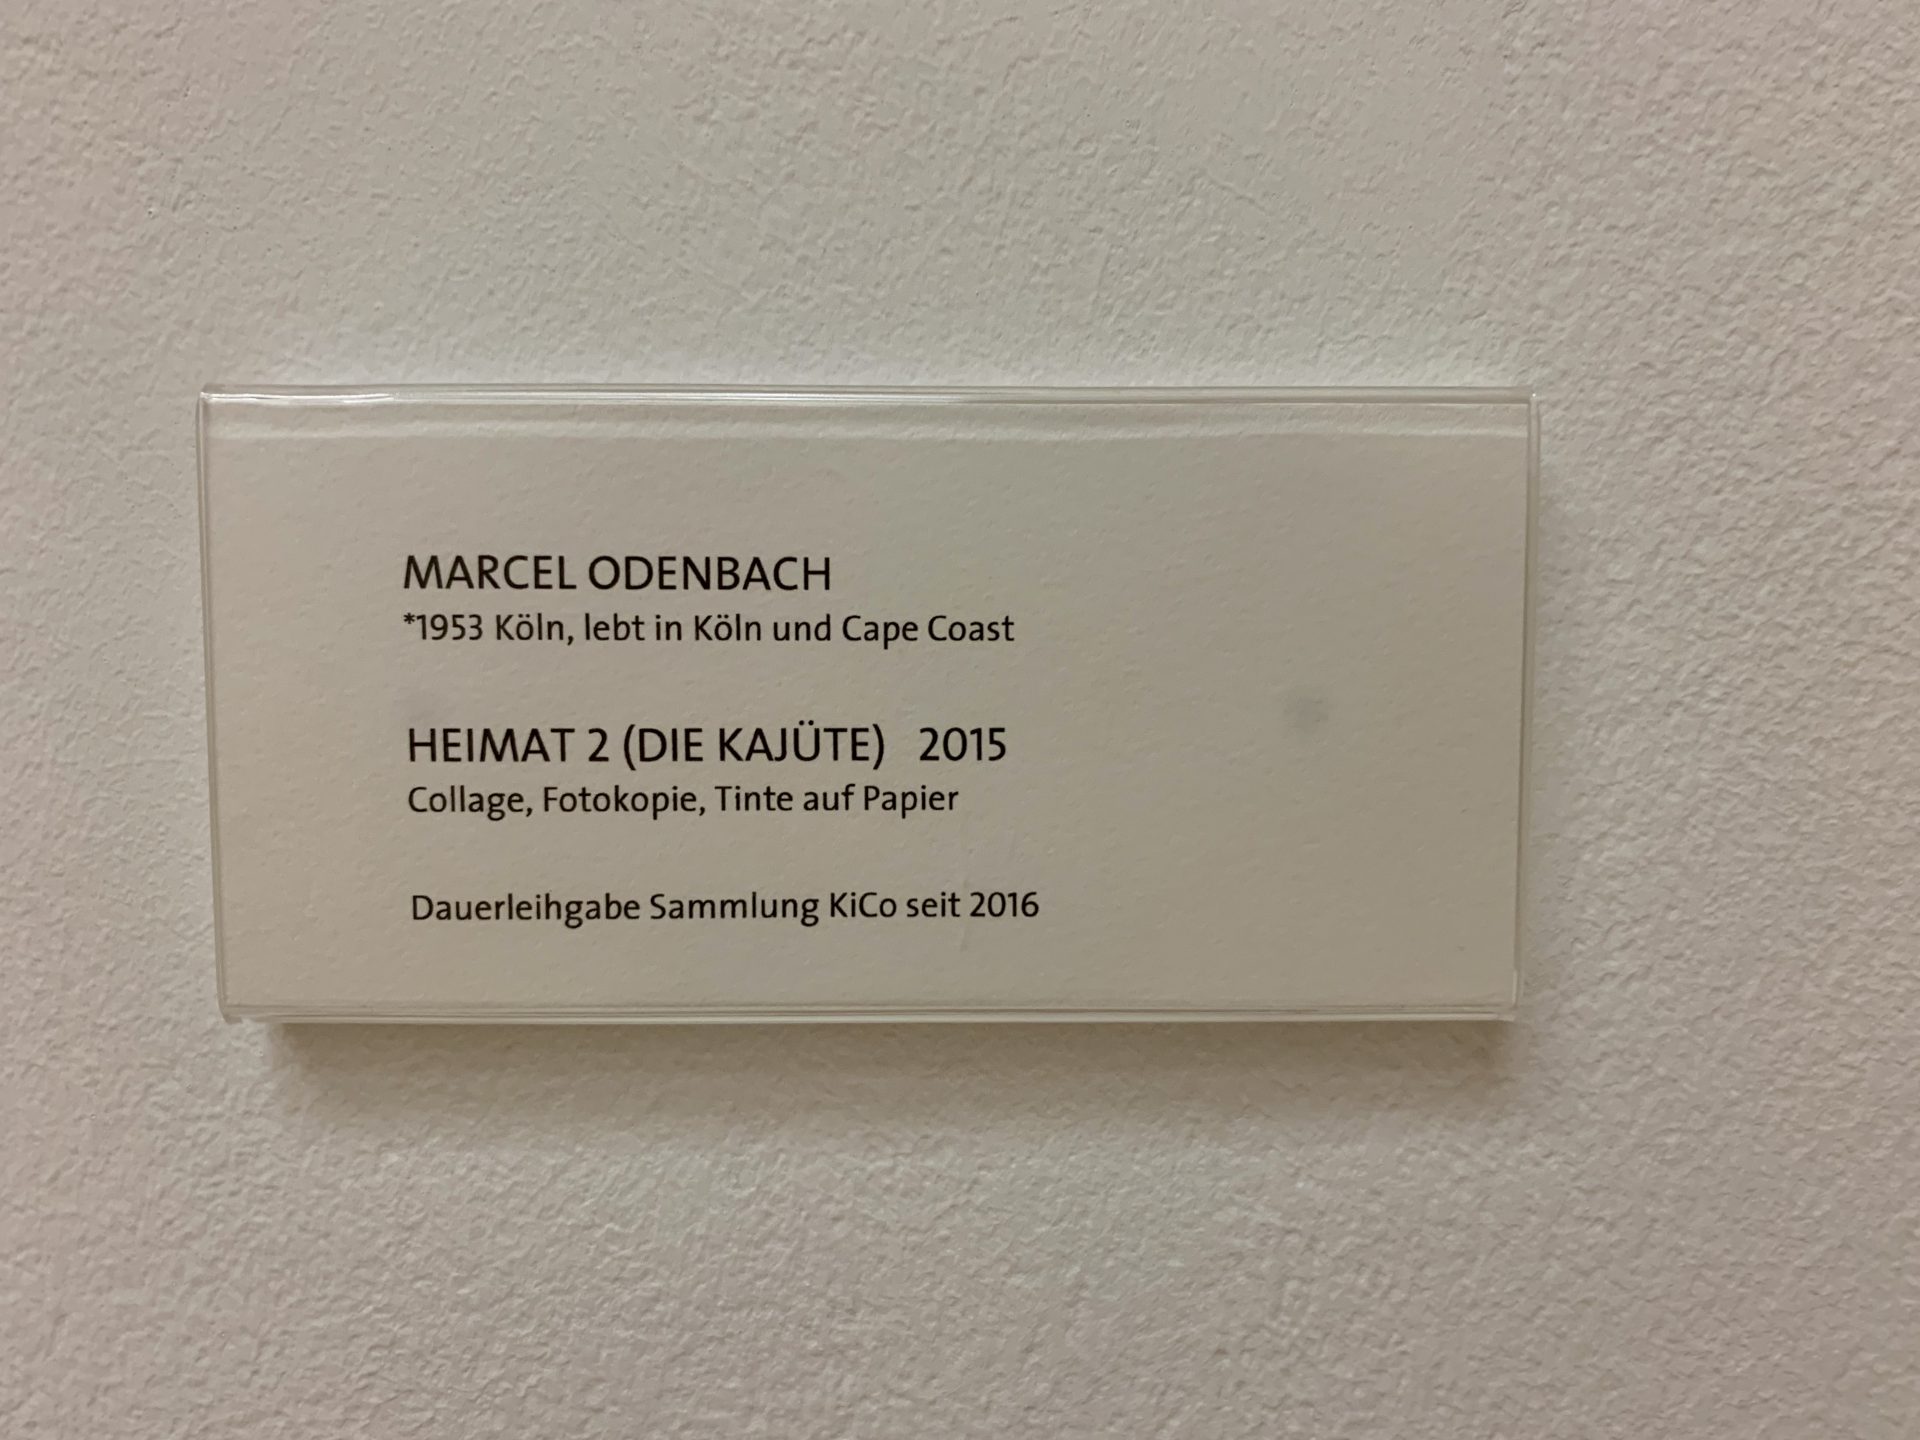 MARCEL ODENBACH
*1953 Köln, lebt in Köln und Cape Coast
HEIMAT 2 (DIE KAJÜTE) 2015
Collage, Fotokopie, Tinte auf Papier
Dauerleihgabe Sammlung KiCo seit 2016